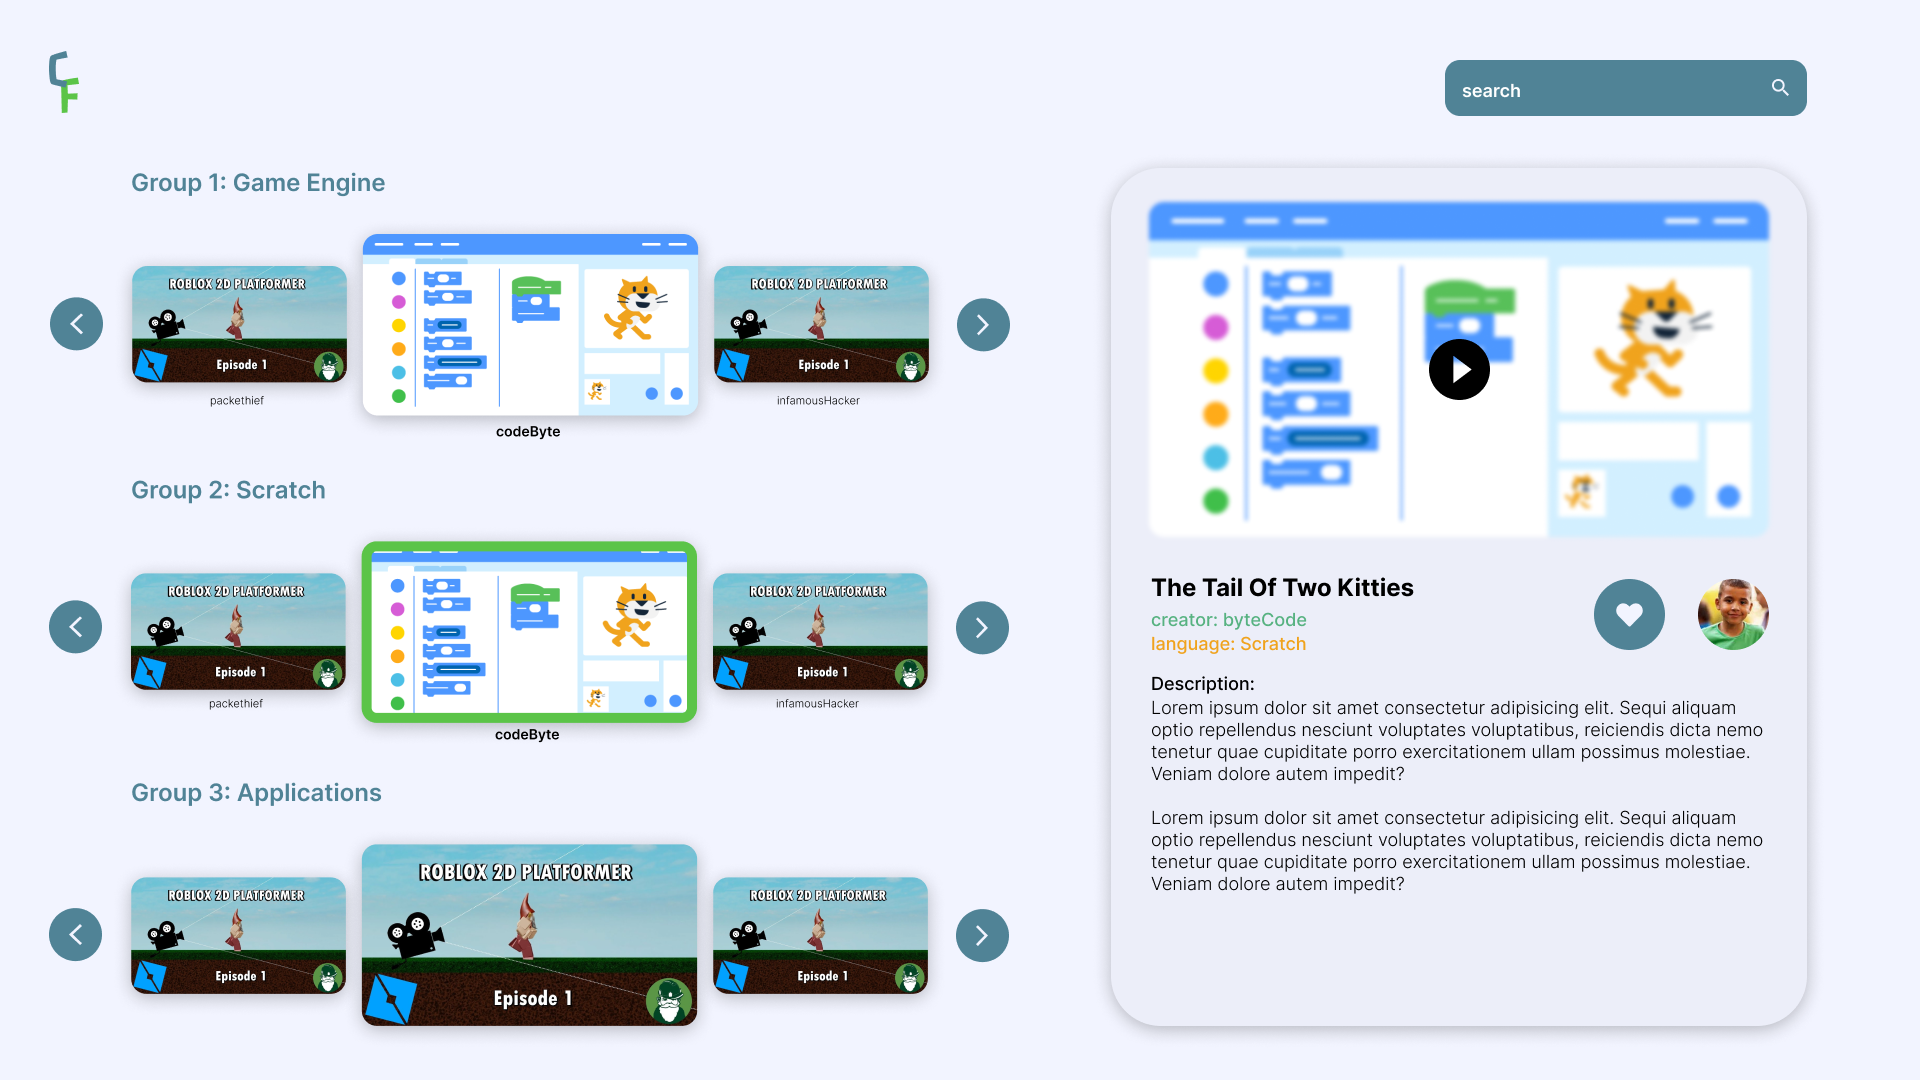 CF
search
Group 1: Game Engine
ROBLOX 2D PLATFORMER
Episode 1
packethief
codeByte
ROBLOX 2D PLATFORMER
Episode 1
infamousHacker
Group 2: Scratch
ROBLOX 2D PLATFORMER
Episode 1
packethief
codeByte
ROBLOX 2D PLATFORMER
Episode 1
infamousHacker
Group 3: Applications
ROBLOX 2D PLATFORMER
Episode 1
ROBLOX 2D PLATFORMER
Episode 1
ROBLOX 2D PLATFORMER
Episode 1
The Tail Of Two Kitties
creator: byteCode
language: Scratch
Description:
Lorem ipsum dolor sit amet consectetur adipisicing elit. Sequi aliquam
optio repellendus nesciunt voluptates voluptatibus, reiciendis dicta nemo
tenetur quae cupiditate porro exercitationem ullam possimus molestiae.
Veniam dolore autem impedit?
Lorem ipsum dolor sit amet consectetur adipisicing elit. Sequi aliquam
optio repellendus nesciunt voluptates voluptatibus, reiciendis dicta nemo
tenetur quae cupiditate porro exercitationem ullam possimus molestiae.
Veniam dolore autem impedit?